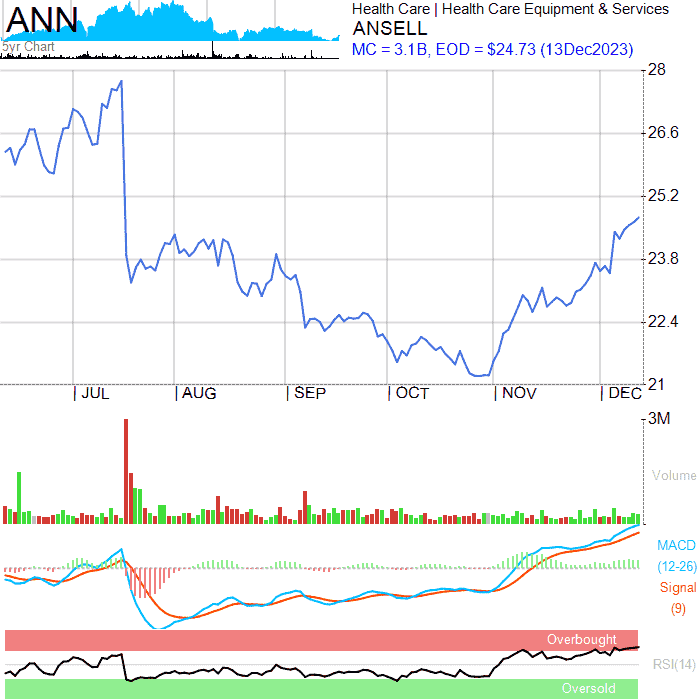 ANN
5yr Chart
Health Care | Health Care Equipment & Services
ANSELL
MC = 3.1B, EOD = $24.73 (13Dec2023)
28
26.6
25.2
23.8
22.4
21
| JUL | AUG | SEP | OCT | NOV | DEC
3M
Volume
MACD
(12-26)
Signal
(9)
Overbought
RSI(14)
Oversold